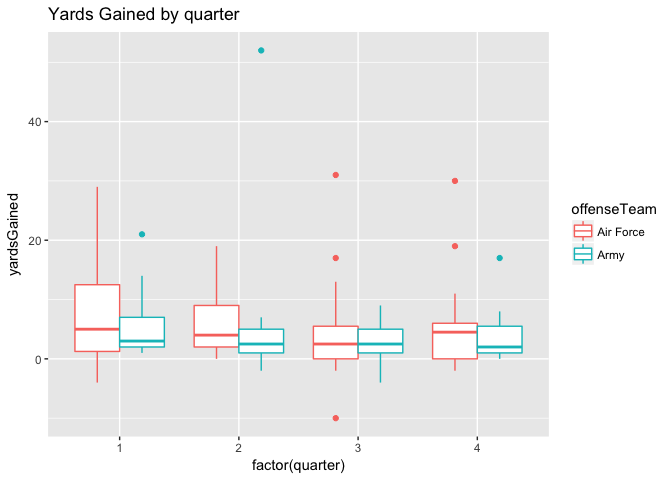 Yards Gained by quarter
yardsGained
40
20
0
1 2 3 4
factor(quarter)
offenseTeam
Air Force
Army